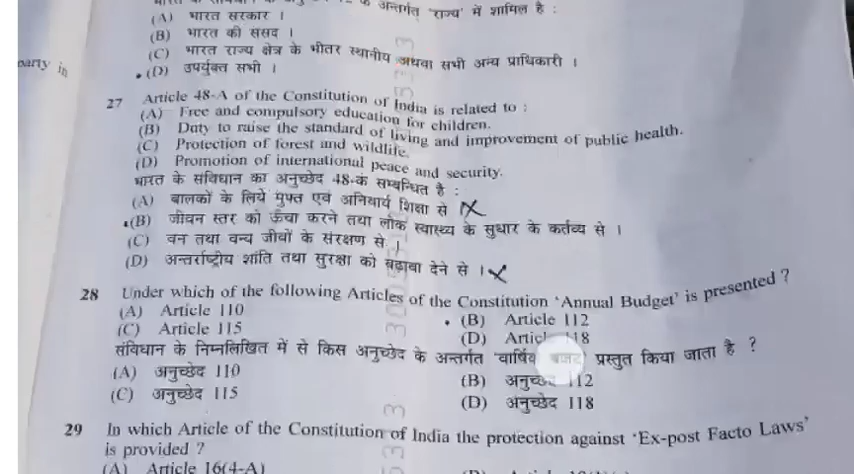 अन्तर्गत 'राज्य' में शामिल है :
(A) भारत सरकार ।
(B) भारत की संसद ।
(C) भारत राज्य क्षेत्र के भीतर स्थानीय अथवा सभी अन्य प्राधिकारी ।
(D) उपर्युक्त सभी ।
party in
27 Article 48-A of the Constitution of India is related to :
(A) Free and compulsory education for children.
(B) Duty to raise the standard of living and improvement of public health.
(C) Protection of forest and wildlife.
(D) Promotion of international peace and security.
भारत के संविधान का अनुच्छेद 48-क सम्बन्धित है :
(A) बालकों के लिये मुफ्त एवं अनिवार्य शिक्षा से ।
(B) जीवन स्तर को ऊँचा करने तथा लोक स्वास्थ्य के सुधार के कर्तव्य से ।
(C) वन तथा वन्य जीवों के संरक्षण से ।
(D) अन्तर्राष्ट्रीय शांति तथा सुरक्षा को बढ़ावा देने से ।
28 Under which of the following Articles of the Constitution 'Annual Budget' is presented ?
(A) Article 110
(B) Article 112
(C) Article 115
(D) Article 118
संविधान के निम्नलिखित में से किस अनुच्छेद के अन्तर्गत 'वार्षिक बजट' प्रस्तुत किया जाता है ?
(A) अनुच्छेद 110
(B) अनुच्छेद 112
(C) अनुच्छेद 115
(D) अनुच्छेद 118
29 In which Article of the Constitution of India the protection against 'Ex-post Facto Laws'
is provided ?
(A) Article 16(4-A)